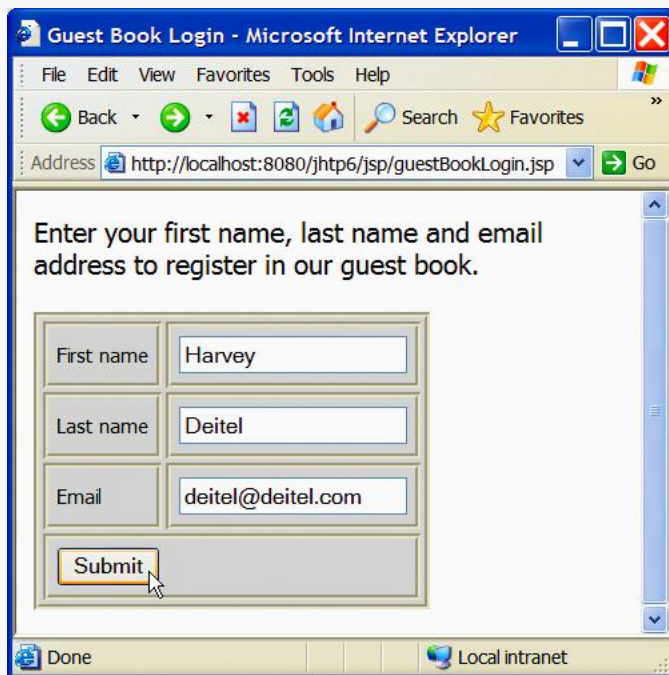 Guest Book Login - Microsoft Internet Explorer
File Edit View Favorites Tools Help
Back Search Favorites »
Address http://localhost:8080/jhtp6/jsp/guestBookLogin.jsp Go
Enter your first name, last name and email
address to register in our guest book.
First name Harvey
Last name Deitel
Email deitel@deitel.com
Submit
Done Local intranet